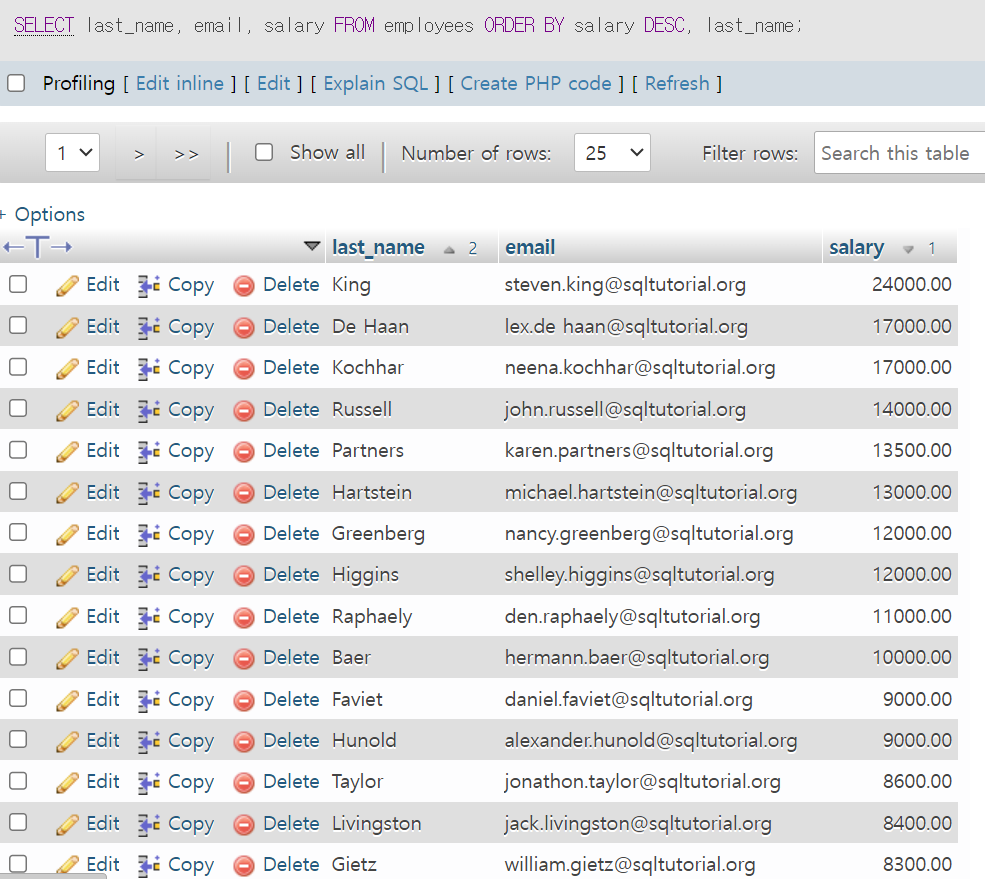 SELECT last_name, email, salary FROM employees ORDER BY salary DESC, last_name;
Profiling [ Edit inline ] [ Edit ] [ Explain SQL ] [ Create PHP code ] [ Refresh ]
1 > >> Show all Number of rows: 25 Filter rows: Search this table
+ Options
←T→ last_name 2 email salary 1
Edit Copy Delete King steven.king@sqltutorial.org 24000.00
Edit Copy Delete De Haan lex.de haan@sqltutorial.org 17000.00
Edit Copy Delete Kochhar neena.kochhar@sqltutorial.org 17000.00
Edit Copy Delete Russell john.russell@sqltutorial.org 14000.00
Edit Copy Delete Partners karen.partners@sqltutorial.org 13500.00
Edit Copy Delete Hartstein michael.hartstein@sqltutorial.org 13000.00
Edit Copy Delete Greenberg nancy.greenberg@sqltutorial.org 12000.00
Edit Copy Delete Higgins shelley.higgins@sqltutorial.org 12000.00
Edit Copy Delete Raphaely den.raphaely@sqltutorial.org 11000.00
Edit Copy Delete Baer hermann.baer@sqltutorial.org 10000.00
Edit Copy Delete Faviet daniel.faviet@sqltutorial.org 9000.00
Edit Copy Delete Hunold alexander.hunold@sqltutorial.org 9000.00
Edit Copy Delete Taylor jonathon.taylor@sqltutorial.org 8600.00
Edit Copy Delete Livingston jack.livingston@sqltutorial.org 8400.00
Edit Copy Delete Gietz william.gietz@sqltutorial.org 8300.00